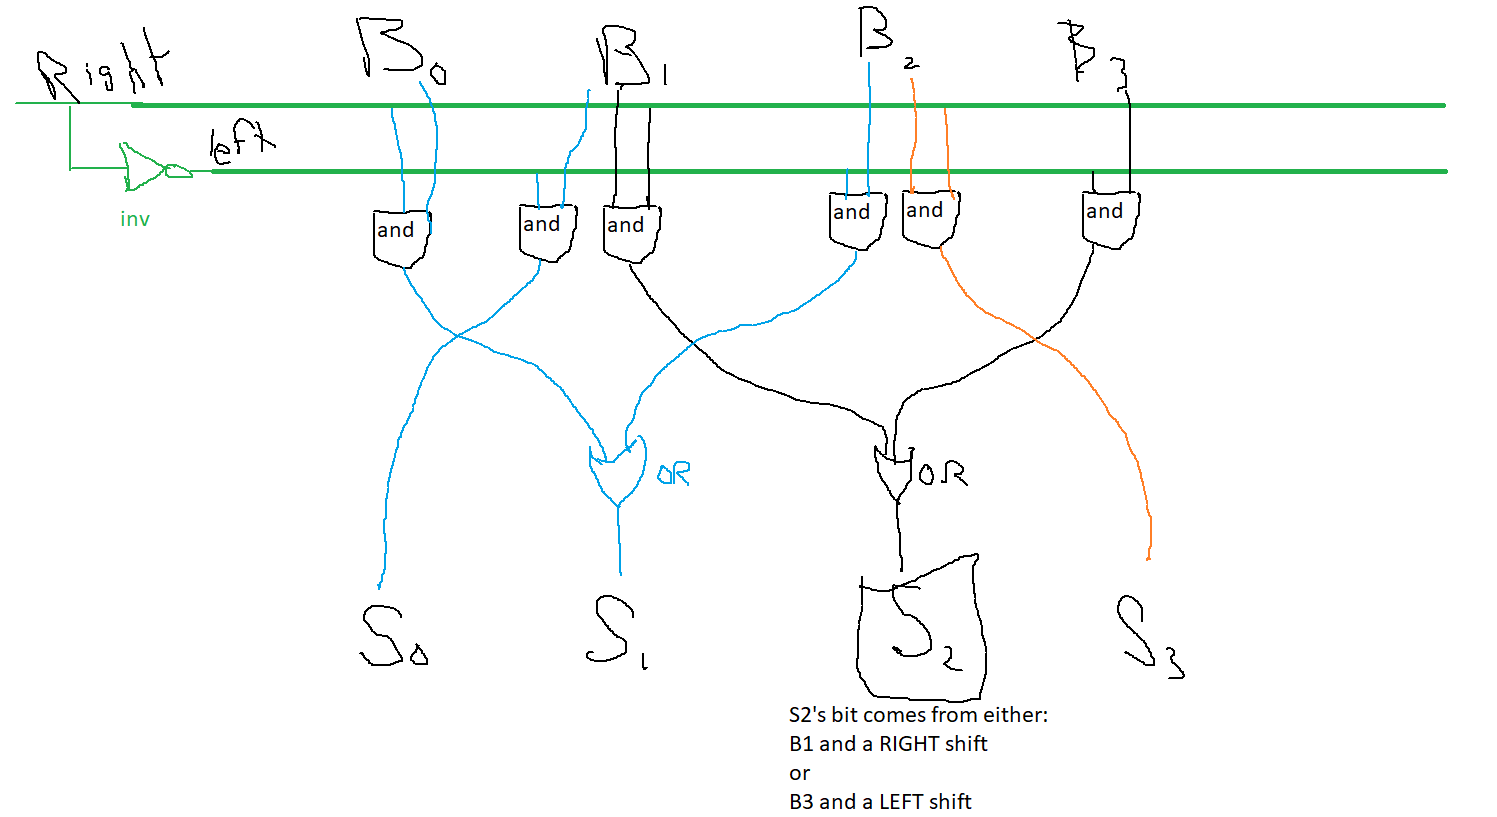 Right
B0
B1
B2
B3
left
inv
and
and
and
and
and
and
OR
OR
S0
S1
S2
S3
S2's bit comes from either:
B1 and a RIGHT shift
or
B3 and a LEFT shift